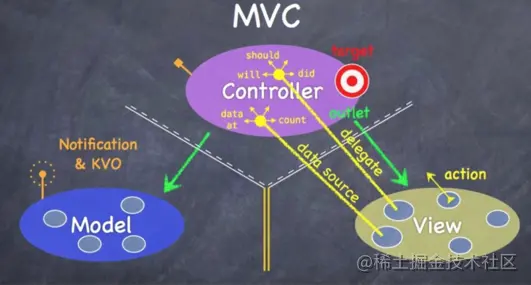 MVC
should
target
will
did
Controller
data
at
count
outlet
Notification
& KVO
delegate
data source
action
Model
View
@稀土掘金技术社区